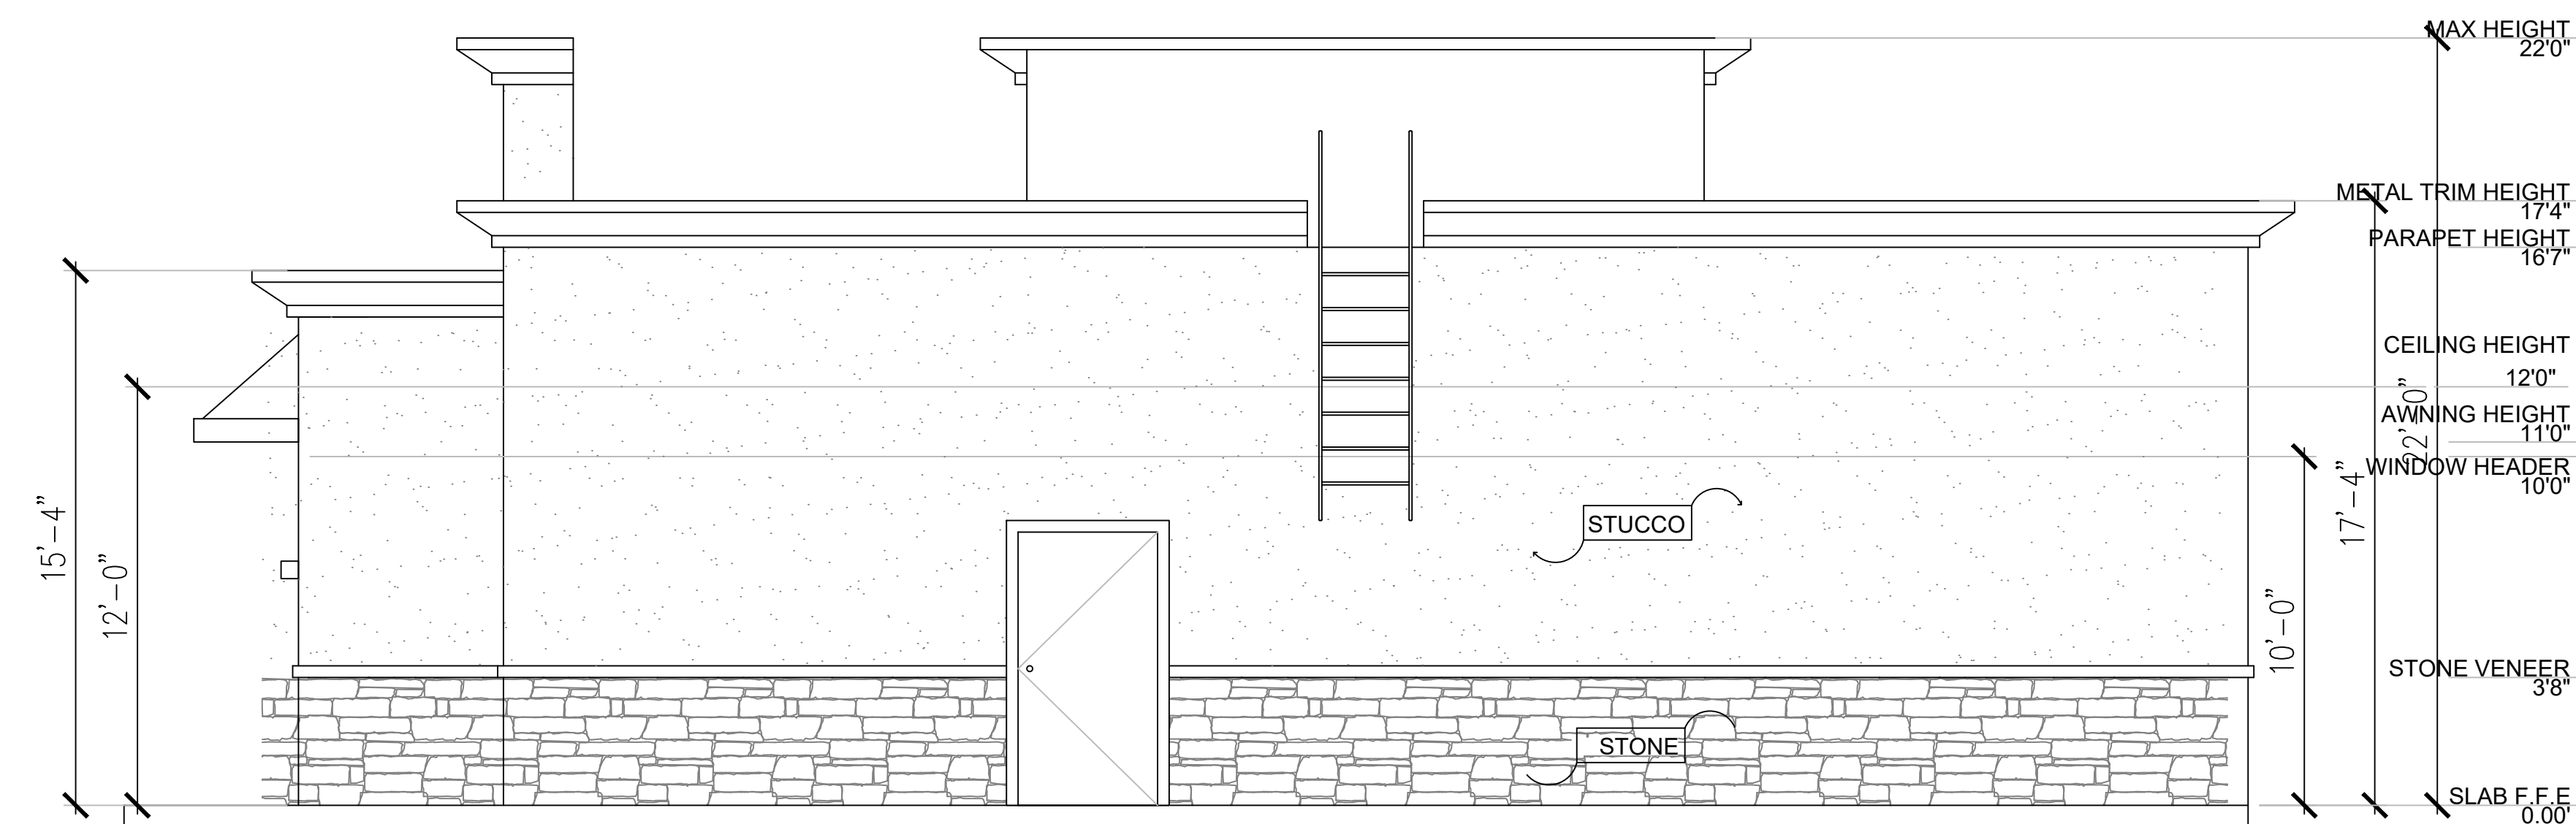 MAX HEIGHT
22'0"
METAL TRIM HEIGHT
17'4"
PARAPET HEIGHT
16'7"
CEILING HEIGHT
12'0"
AWNING HEIGHT
11'0"
WINDOW HEADER
10'0"
STONE VENEER
3'8"
SLAB F.F.E
0.00'
15'-4"
12'-0"
STUCCO
STONE
10'-0"
17'-4"
22'-0"